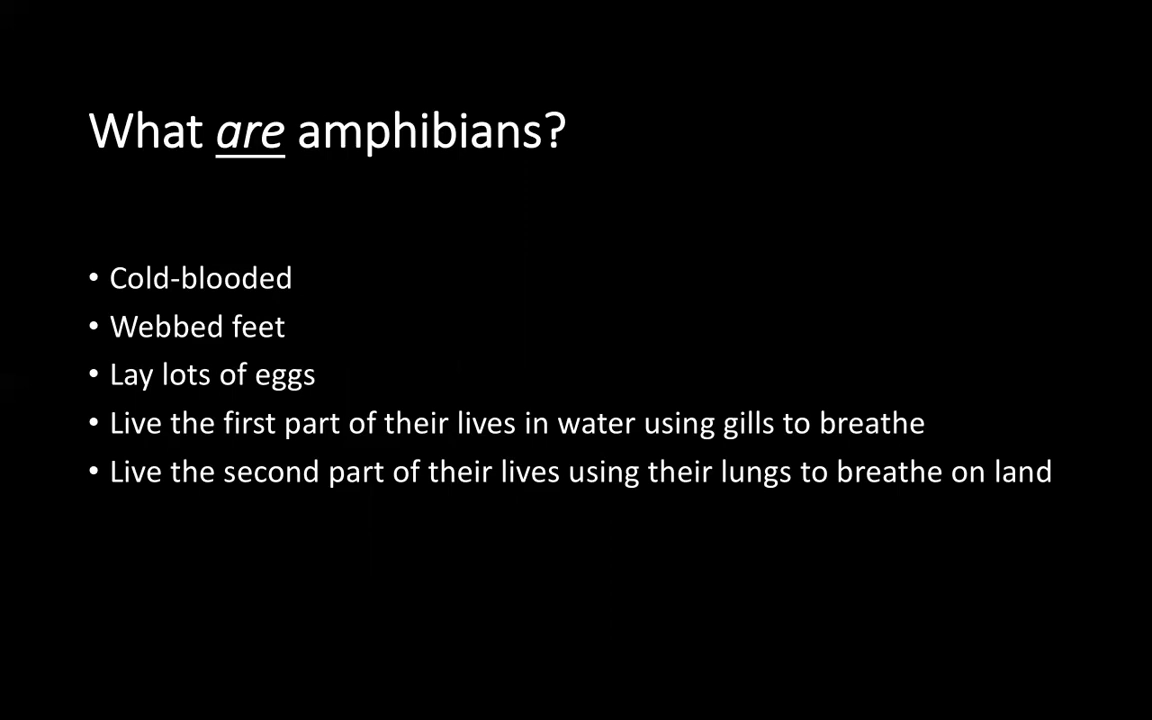 What are amphibians?
• Cold-blooded
• Webbed feet
• Lay lots of eggs
• Live the first part of their lives in water using gills to breathe
• Live the second part of their lives using their lungs to breathe on land